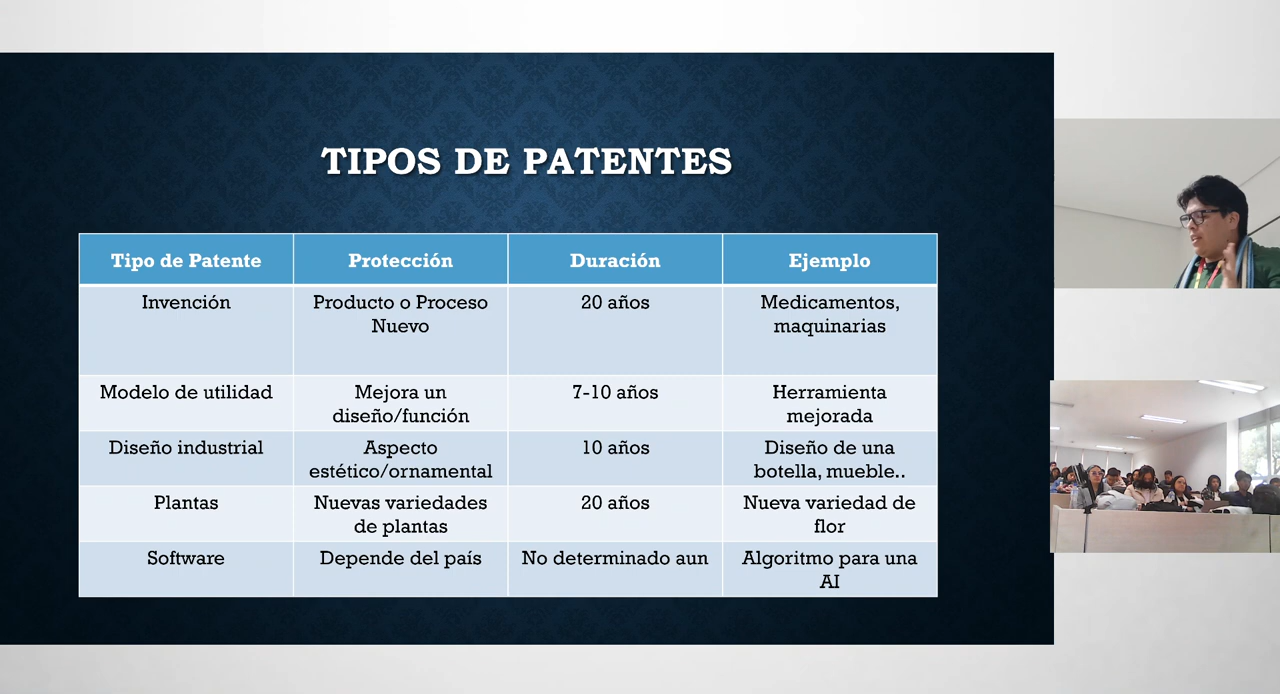 TIPOS DE PATENTES
Tipo de Patente
Protección
Duración
Ejemplo
Invención
Producto o Proceso
Nuevo
20 años
Medicamentos,
maquinarias
Modelo de utilidad
Mejora un
diseño/función
7-10 años
Herramienta
mejorada
Diseño industrial
Aspecto
estético/ornamental
10 años
Diseño de una
botella, mueble..
Plantas
Nuevas variedades
de plantas
20 años
Nueva variedad de
flor
Software
Depende del país
No determinado aun
Algoritmo para una
AI